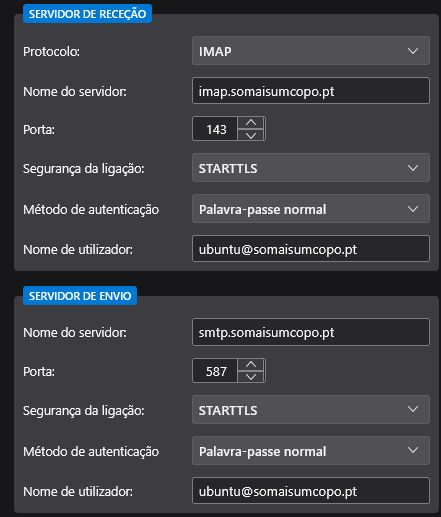 SERVIDOR DE RECEÇÃO
Protocolo: IMAP
Nome do servidor: imap.somaisumcopo.pt
Porta: 143
Segurança da ligação: STARTTLS
Método de autenticação Palavra-passe normal
Nome de utilizador: ubuntu@somaisumcopo.pt
SERVIDOR DE ENVIO
Nome do servidor: smtp.somaisumcopo.pt
Porta: 587
Segurança da ligação: STARTTLS
Método de autenticação Palavra-passe normal
Nome de utilizador: ubuntu@somaisumcopo.pt